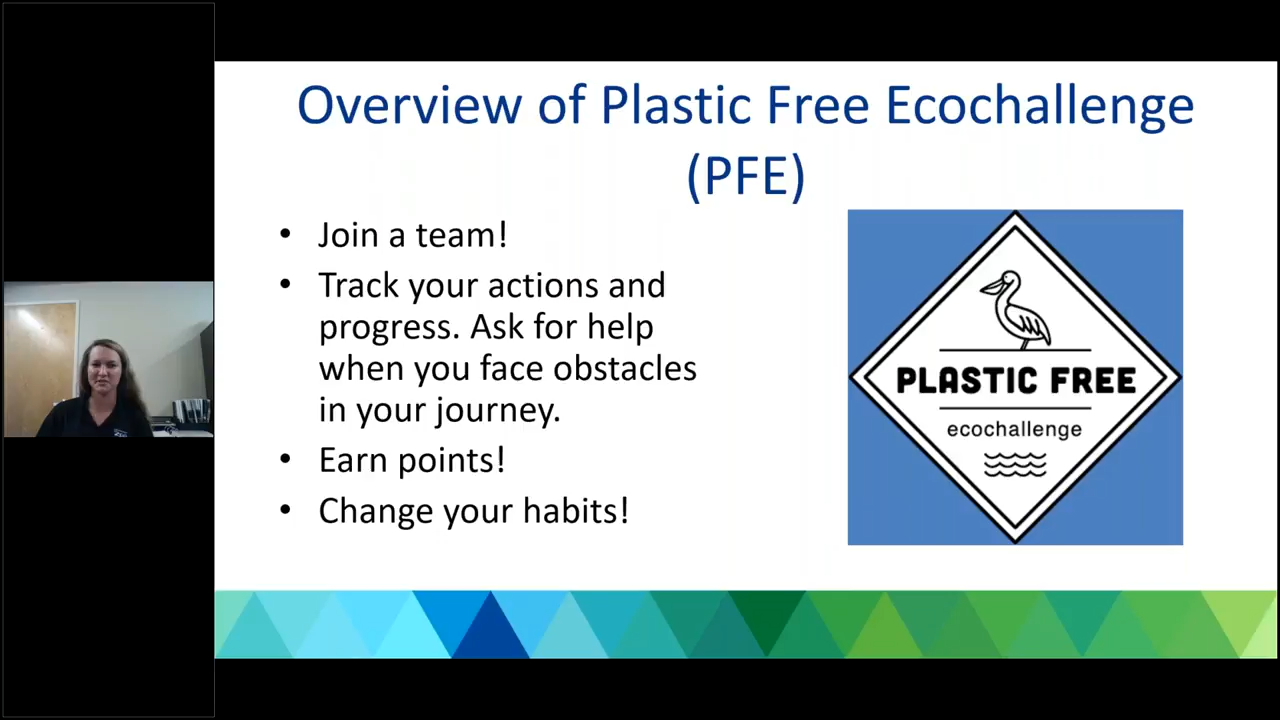 Overview of Plastic Free Ecochallenge
(PFE)
• Join a team!
• Track your actions and
progress. Ask for help
when you face obstacles
in your journey.
• Earn points!
• Change your habits!
PLASTIC FREE
ecochallenge